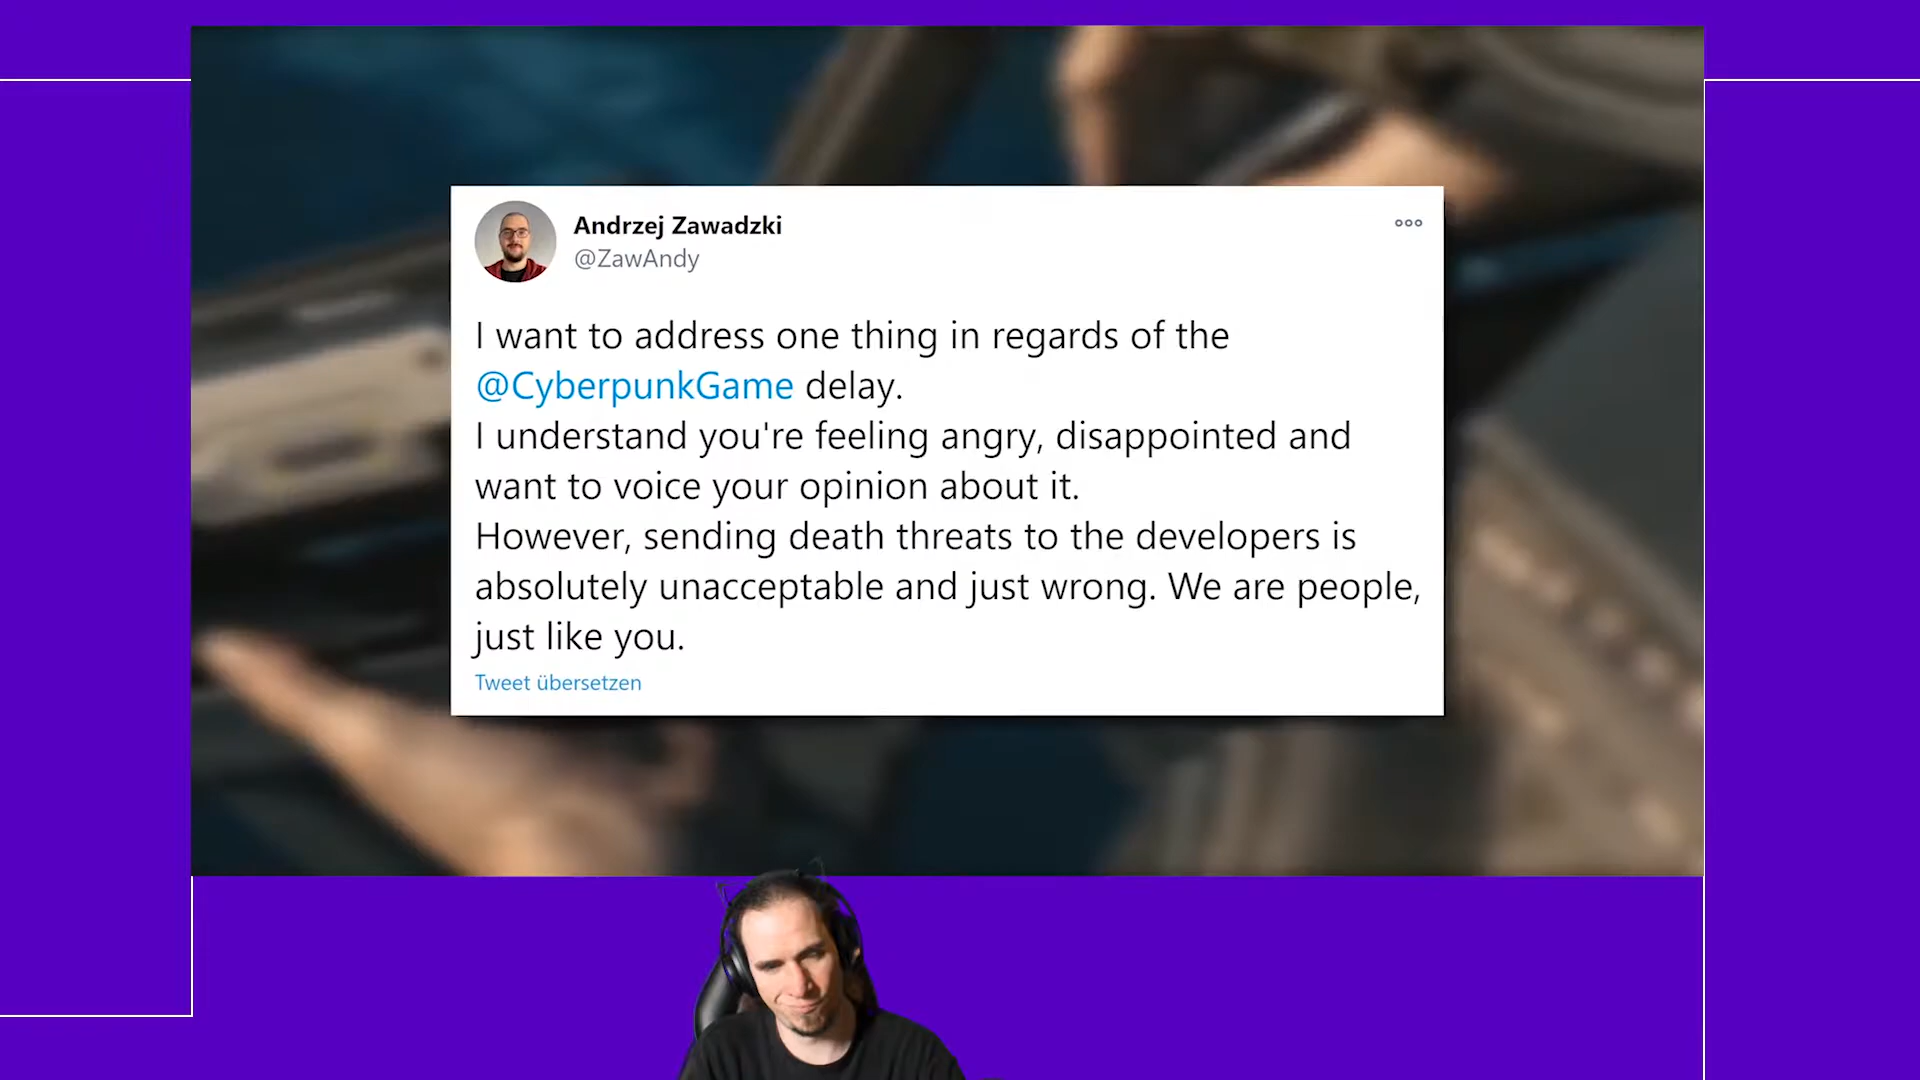 Andrzej Zawadzki
@ZawAndy
I want to address one thing in regards of the
@CyberpunkGame delay.
I understand you're feeling angry, disappointed and
want to voice your opinion about it.
However, sending death threats to the developers is
absolutely unacceptable and just wrong. We are people,
just like you.
Tweet übersetzen